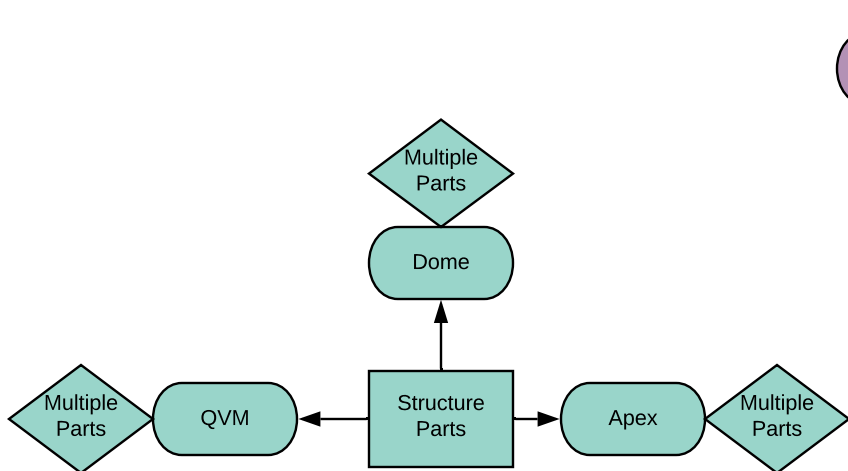 Multiple
Parts
Dome
Multiple
Parts
QVM
Structure
Parts
Apex
Multiple
Parts